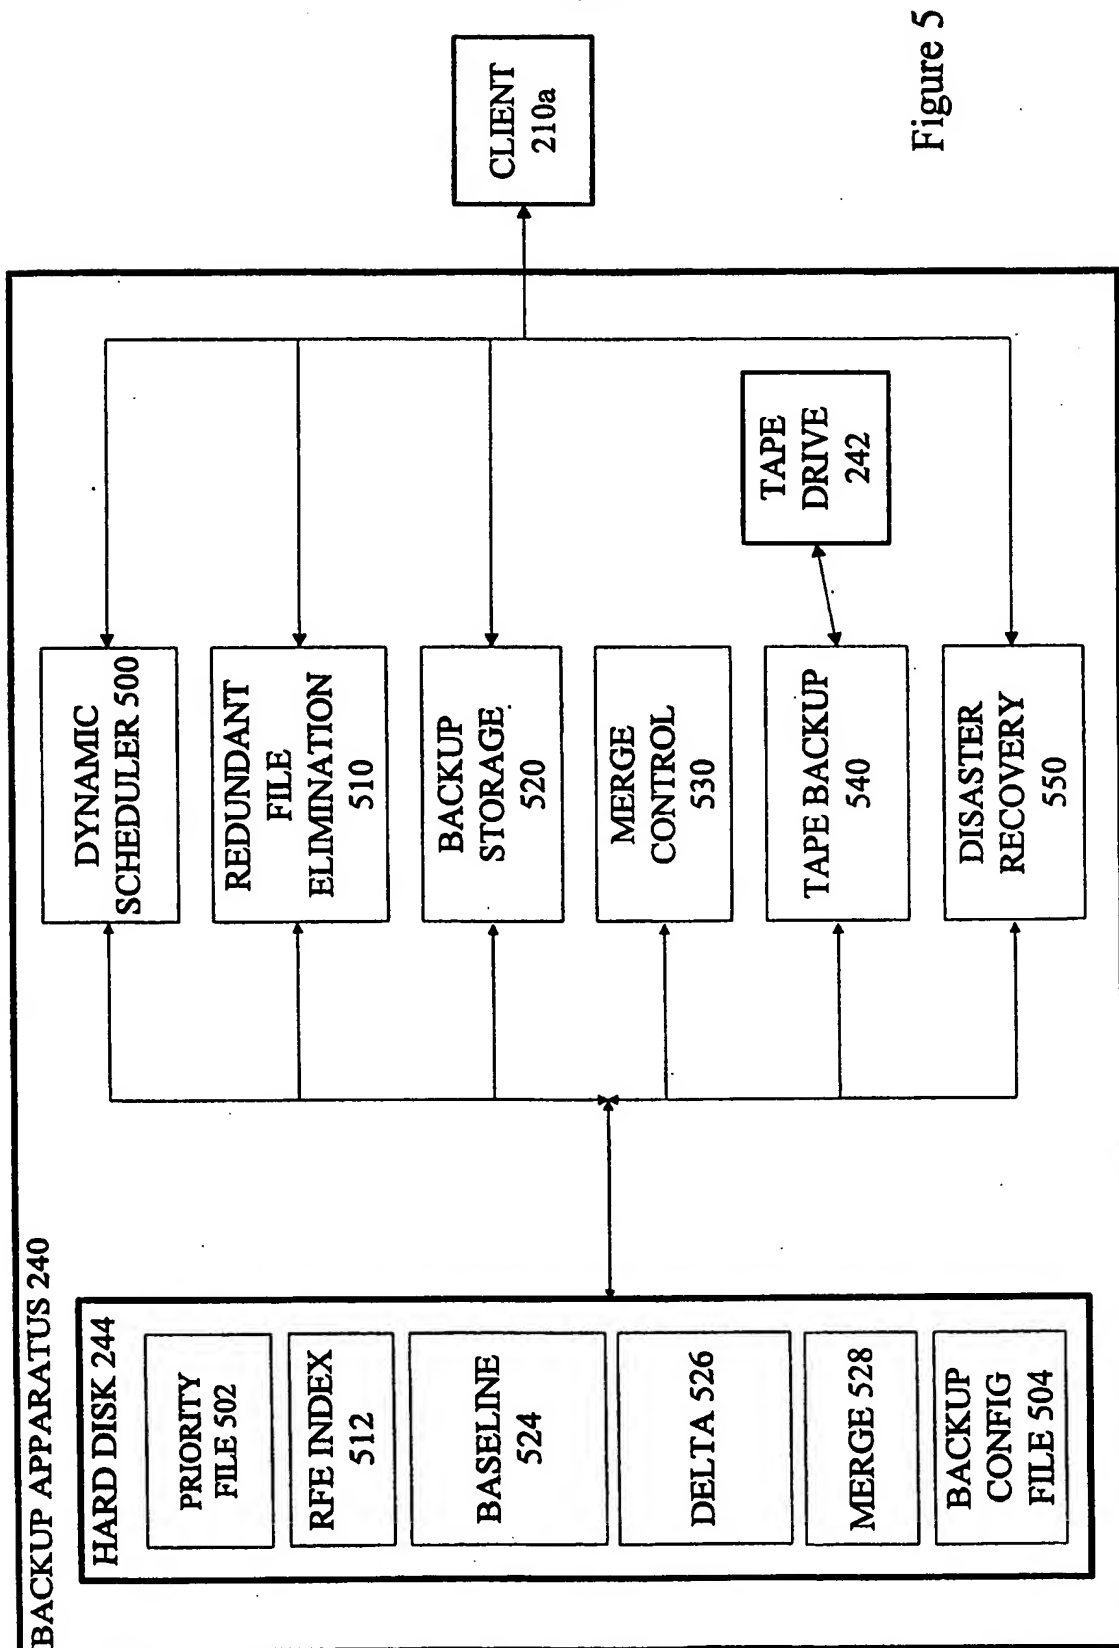 BACKUP APPARATUS 240
HARD DISK 244
PRIORITY
FILE 502
RFE INDEX
512
BASELINE
524
DELTA 526
MERGE 528
BACKUP
CONFIG
FILE 504
DYNAMIC
SCHEDULER 500
REDUNDANT
FILE
ELIMINATION
510
BACKUP
STORAGE
520
MERGE
CONTROL
530
TAPE BACKUP
540
DISASTER
RECOVERY
550
TAPE
DRIVE
242
CLIENT
210a
Figure 5